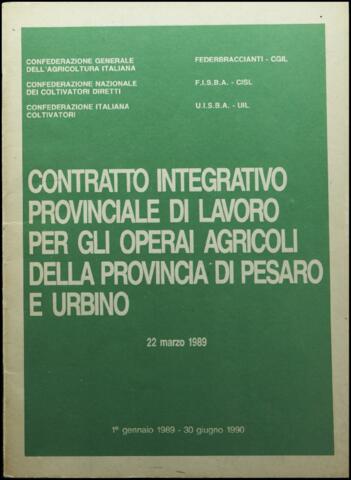 CONFEDERAZIONE GENERALE
DELL'AGRICOLTURA ITALIANA
CONFEDERAZIONE NAZIONALE
DEI COLTIVATORI DIRETTI
CONFEDERAZIONE ITALIANA
COLTIVATORI
FEDERBRACCIANTI - CGIL
F.I.S.B.A. - CISL
U.I.S.B.A. - UIL
CONTRATTO INTEGRATIVO
PROVINCIALE DI LAVORO
PER GLI OPERAI AGRICOLI
DELLA PROVINCIA DI PESARO
E URBINO
22 marzo 1989
1º gennaio 1989 - 30 giugno 1990